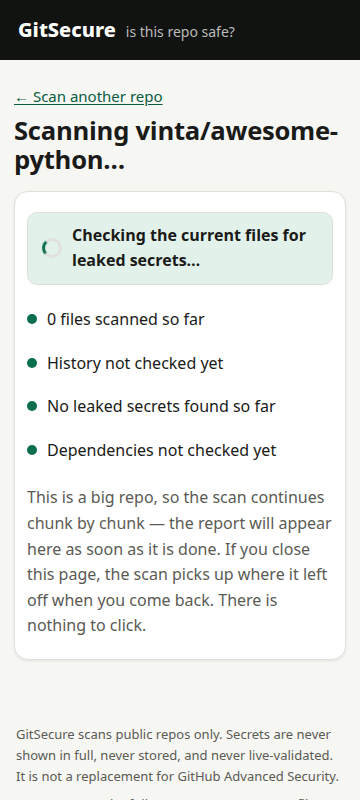 GitSecure is this repo safe?
← Scan another repo
Scanning vinta/awesome-
python...
Checking the current files for
leaked secrets...
0 files scanned so far
History not checked yet
No leaked secrets found so far
Dependencies not checked yet
This is a big repo, so the scan continues
chunk by chunk — the report will appear
here as soon as it is done. If you close
this page, the scan picks up where it left
off when you come back. There is
nothing to click.
GitSecure scans public repos only. Secrets are never
shown in full, never stored, and never live-validated.
It is not a replacement for GitHub Advanced Security.